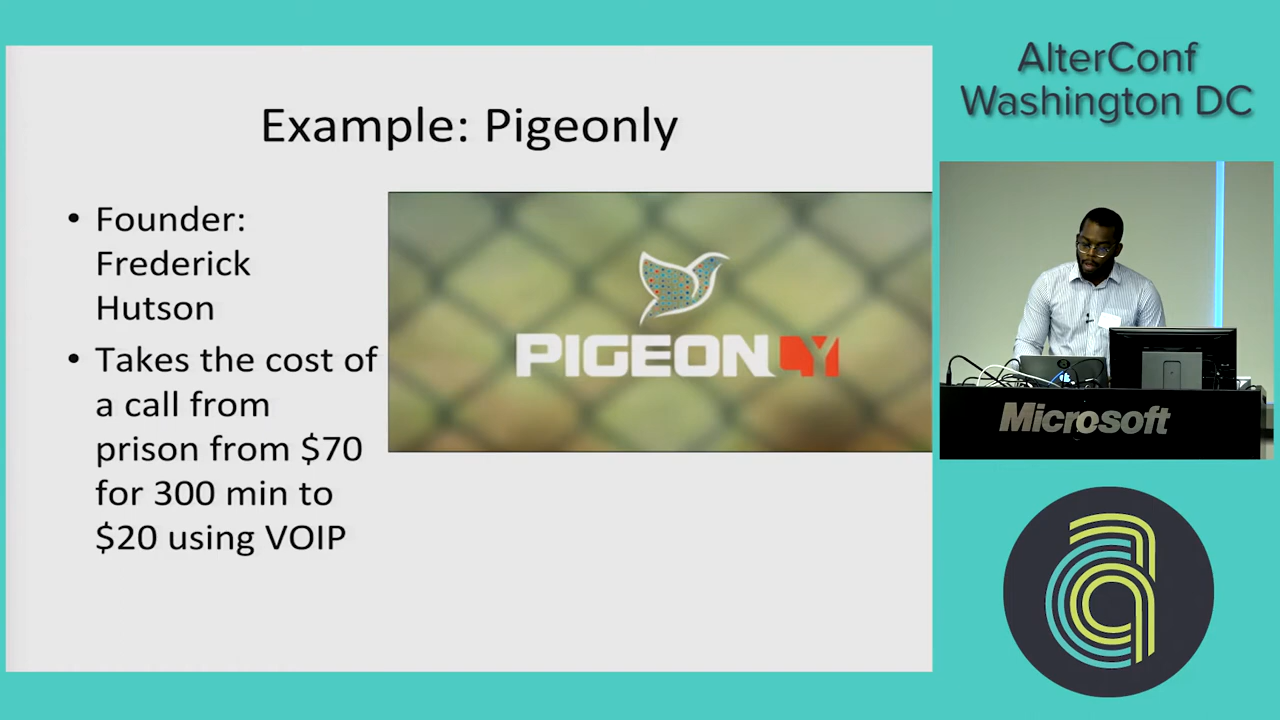 Example: Pigeonly
• Founder:
Frederick
Hutson
• Takes the cost of
a call from
prison from $70
for 300 min to
$20 using VOIP
PIGEONLY
AlterConf
Washington DC
Microsoft